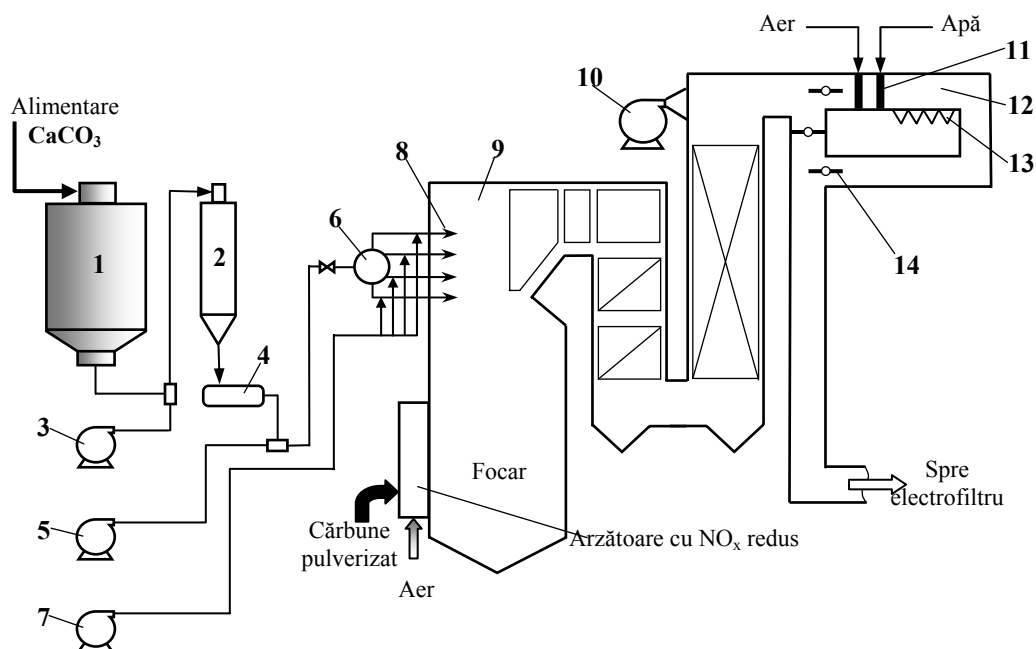 Aer
Apă
11
10
12
Alimentare
CaCO₃
8
9
13
6
1
2
14
4
3
Focar
Spre
electrofiltru
5
Cărbune
pulverizat
Arzătoare cu NOₓ redus
Aer
7